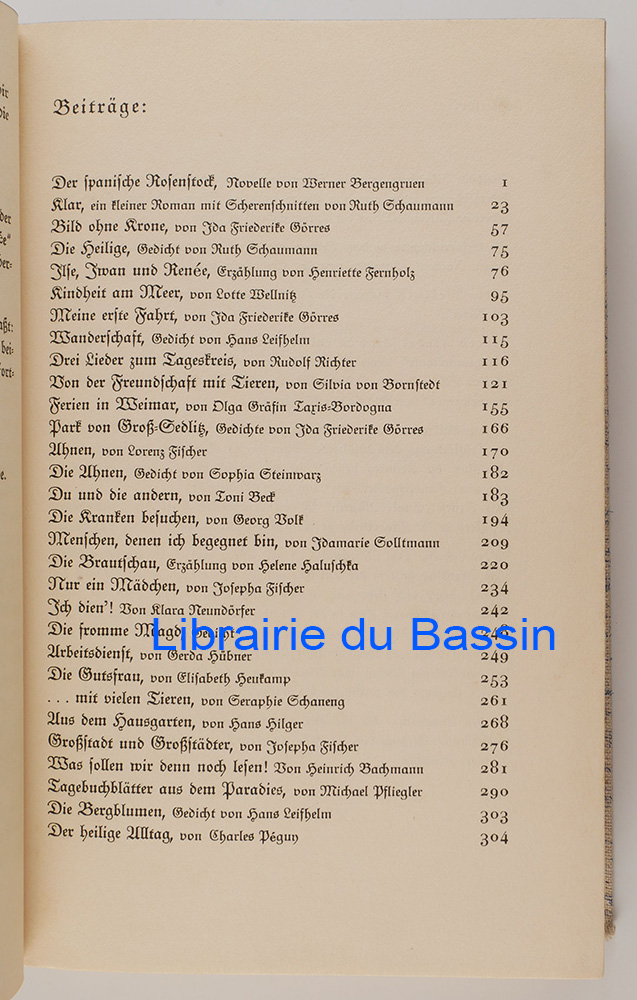 Beiträge:
Der spanische Rosenstock, Novelle von Werner Bergengruen 1
Klar, ein kleiner Roman mit Scherenschnitten von Ruth Schaumann 23
Bild ohne Krone, von Ida Friederike Görres 57
Die Heilige, Gedicht von Ruth Schaumann 75
Ilse, Iwan und Renée, Erzählung von Henriette Fernholz 76
Kindheit am Meer, von Lotte Wellnitz 95
Meine erste Fahrt, von Ida Friederike Görres 103
Wanderschaft, Gedicht von Hans Leifhelm 115
Drei Lieder zum Tageskreis, von Rudolf Richter 116
Von der Freundschaft mit Tieren, von Silvia von Bornstedt 121
Ferien in Weimar, von Olga Gräfin Taxis-Bordogna 155
Park von Groß-Sedlitz, Gedichte von Ida Friederike Görres 166
Ahnen, von Lorenz Fischer 170
Die Ahnen, Gedicht von Sophia Steinwarz 182
Du und die andern, von Toni Beck 183
Die Kranken besuchen, von Georg Volk 194
Menschen, denen ich begegnet bin, von Idamarie Solltmann 209
Die Brautschau, Erzählung von Helene Haluschka 220
Nur ein Mädchen, von Josepha Fischer 234
Ich dien'! Von Klara Neundörfer 242
Die fromme Magd, Gedicht 248
Librairie du Bassin
Arbeitsdienst, von Gerda Hübner 249
Die Gutsfrau, von Elisabeth Heukamp 253
. . . mit vielen Tieren, von Seraphie Schaneng 261
Aus dem Hausgarten, von Hans Hilger 268
Großstadt und Großstädter, von Josepha Fischer 276
Was sollen wir denn noch lesen! Von Heinrich Bachmann 281
Tagebuchblätter aus dem Paradies, von Michael Pfliegler 290
Die Bergblumen, Gedicht von Hans Leifhelm 303
Der heilige Alltag, von Charles Péguy 304